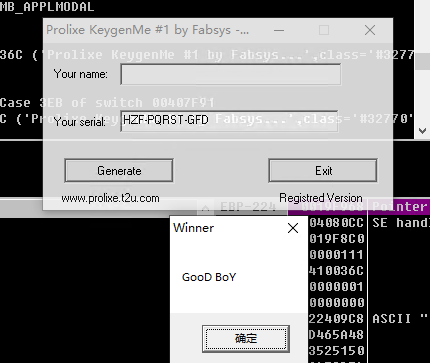 MB_APPLMODAL
Prolixe KeygenMe #1 by Fabsys -...
36C ('Prolixe KeygenMe #1 by Fabsys...',class='#32770'
Your name:
Case 3EB of switch 00407F91
C ('Prolixe KeygenMe #1 by Fabsys...',class='#32770'
Your serial: HZF-PQRST-GFD
Generate Exit
www.prolixe.t2u.com Registred Version
EBP-224 Pointer
Winner
04080CC SE hand
019F8C0
0000111
GooD BoY
410036C
0000001
0000000
22409C8 ASCII "
确定
D465A48
3525150